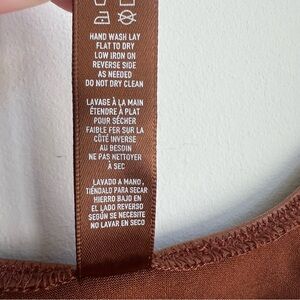 HAND WASH LAY
FLAT TO DRY
LOW IRON ON
REVERSE SIDE
AS NEEDED
DO NOT DRY CLEAN
LAVAGE À LA MAIN
ÉTENDRE À PLAT
POUR SÉCHER
FAIBLE FER SUR LA
CÔTÉ INVERSE
AU BESOIN
NE PAS NETTOYER
À SEC
LAVADO A MANO,
TIÉNDALO PARA SECAR
HIERRO BAJO EN
EL LADO REVERSO
SEGÚN SE NECESITE
NO LAVAR EN SECO